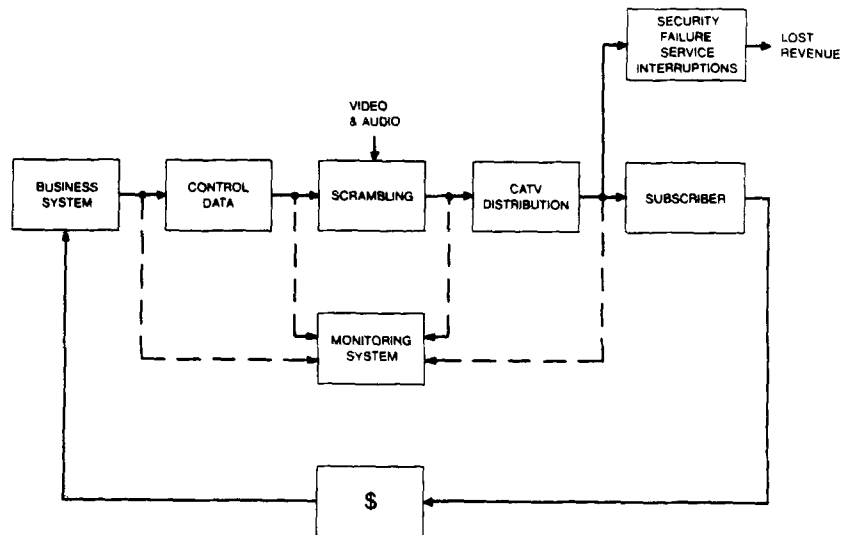 SECURITY
FAILURE
SERVICE
INTERRUPTIONS
LOST
REVENUE
VIDEO
& AUDIO
BUSINESS
SYSTEM
CONTROL
DATA
SCRAMBLING
CATV
DISTRIBUTION
SUBSCRIBER
MONITORING
SYSTEM
$